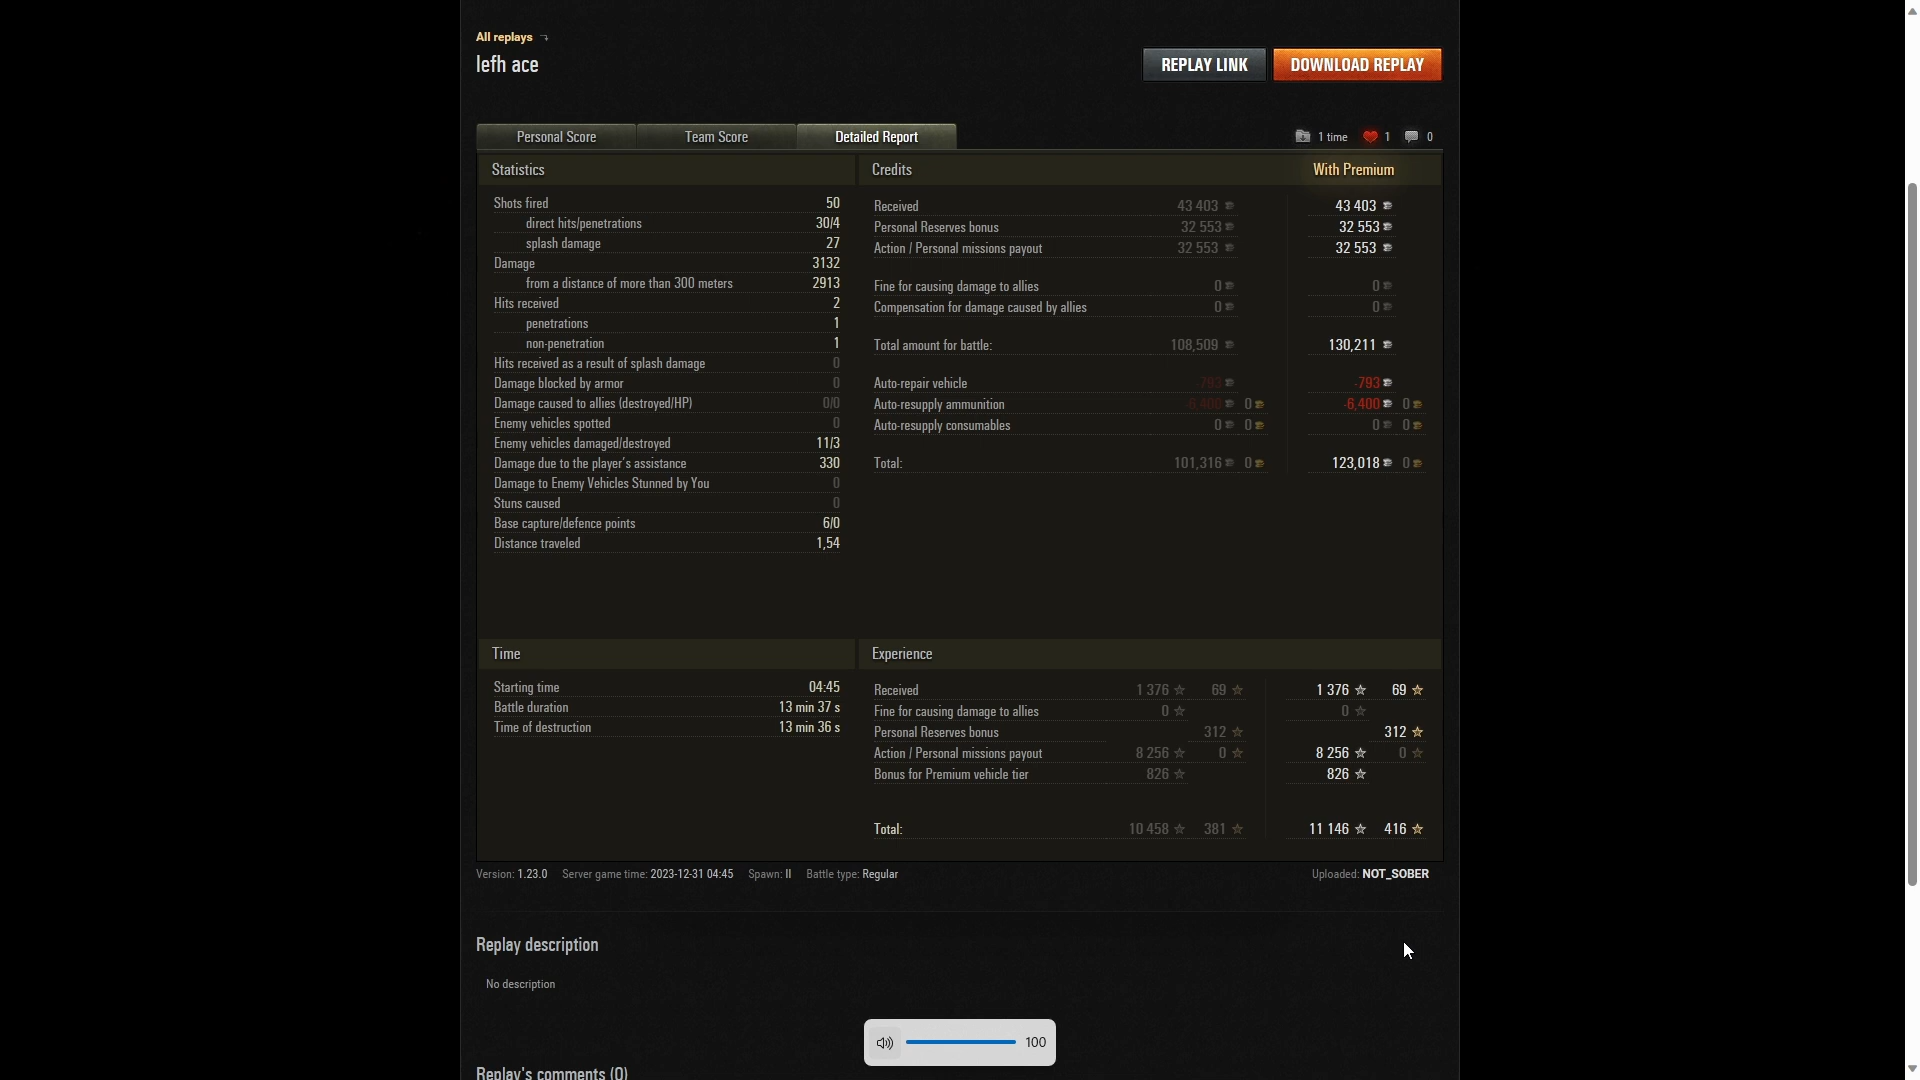 All replays
lefh ace
REPLAY LINK
DOWNLOAD REPLAY
Personal Score
Team Score
Detailed Report
1 time
1
0
Statistics
Shots fired 50
direct hits/penetrations 30/4
splash damage 27
Damage 3132
from a distance of more than 300 meters 2913
Hits received 2
penetrations 1
non-penetration 1
Hits received as a result of splash damage 0
Damage blocked by armor 0
Damage caused to allies (destroyed/HP) 0/0
Enemy vehicles spotted 0
Enemy vehicles damaged/destroyed 11/3
Damage due to the player's assistance 330
Damage to Enemy Vehicles Stunned by You 0
Stuns caused 0
Base capture/defence points 6/0
Distance traveled 1,54
Credits With Premium
Received 43 403 43 403
Personal Reserves bonus 32 553 32 553
Action / Personal missions payout 32 553 32 553
Fine for causing damage to allies 0 0
Compensation for damage caused by allies 0 0
Total amount for battle: 108,509 130,211
Auto-repair vehicle -793 -793
Auto-resupply ammunition -6,400 0 -6,400 0
Auto-resupply consumables 0 0 0 0
Total: 101,316 0 123,018 0
Time
Starting time 04:45
Battle duration 13 min 37 s
Time of destruction 13 min 36 s
Experience
Received 1 376 69 1 376 69
Fine for causing damage to allies 0 0
Personal Reserves bonus 312 312
Action / Personal missions payout 8 256 0 8 256 0
Bonus for Premium vehicle tier 826 826
Total: 10 458 381 11 146 416
Version: 1.23.0 Server game time: 2023-12-31 04:45 Spawn: II Battle type: Regular Uploaded: NOT_SOBER
Replay description
No description
100
Replay's comments (0)